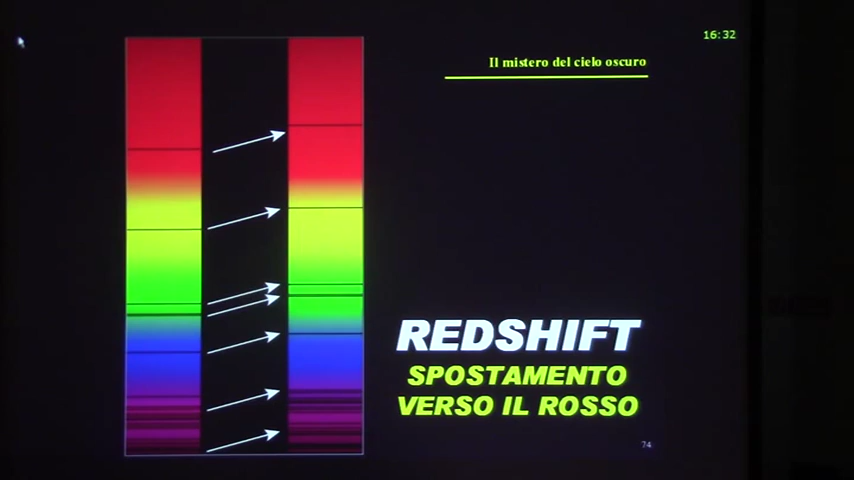 16:32
Il mistero del cielo oscuro
REDSHIFT
SPOSTAMENTO
VERSO IL ROSSO
74